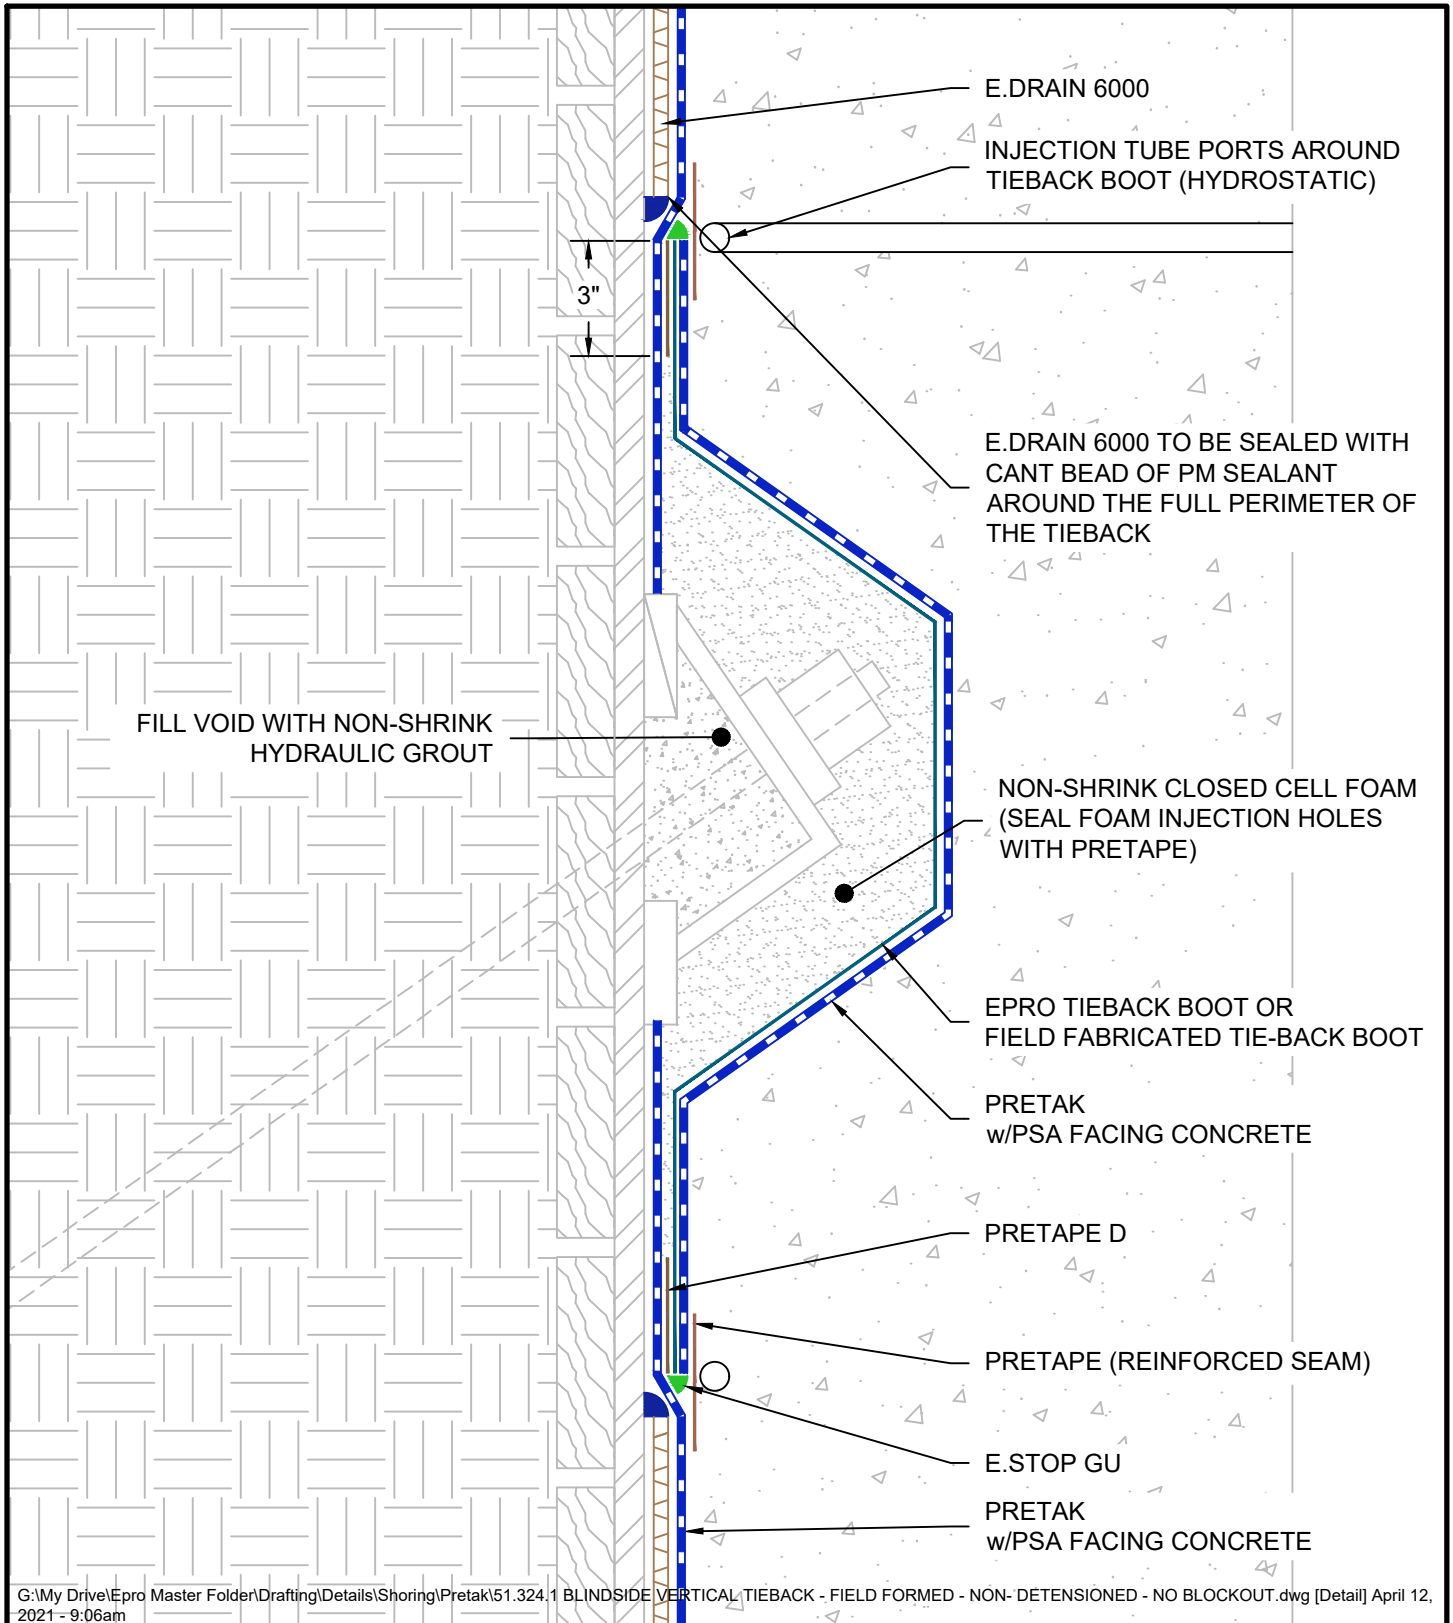 E.DRAIN 6000
INJECTION TUBE PORTS AROUND
TIEBACK BOOT (HYDROSTATIC)
3"
E.DRAIN 6000 TO BE SEALED WITH
CANT BEAD OF PM SEALANT
AROUND THE FULL PERIMETER OF
THE TIEBACK
FILL VOID WITH NON-SHRINK
HYDRAULIC GROUT
NON-SHRINK CLOSED CELL FOAM
(SEAL FOAM INJECTION HOLES
WITH PRETAPE)
EPRO TIEBACK BOOT OR
FIELD FABRICATED TIE-BACK BOOT
PRETAK
w/PSA FACING CONCRETE
PRETAPE D
PRETAPE (REINFORCED SEAM)
E.STOP GU
PRETAK
w/PSA FACING CONCRETE
G:\My Drive\Epro Master Folder\Drafting\Details\Shoring\Pretak\51.324.1 BLINDSIDE VERTICAL TIEBACK - FIELD FORMED - NON- DETENSIONED - NO BLOCKOUT.dwg [Detail] April 12,
2021 - 9:06am